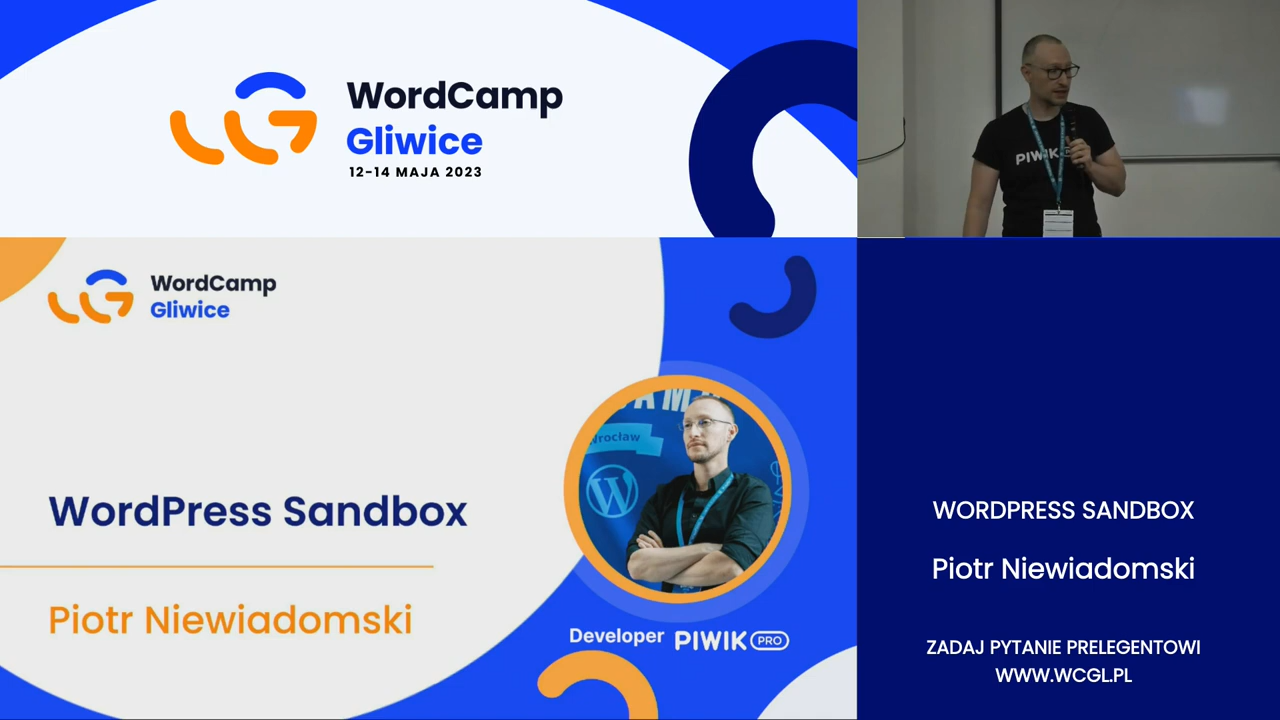 WordCamp
Gliwice
12-14 MAJA 2023
PIWIK
WordCamp
Gliwice
WordPress Sandbox
Piotr Niewiadomski
Wrocław
Developer PIWIK PRO
WORDPRESS SANDBOX
Piotr Niewiadomski
ZADAJ PYTANIE PRELEGENTOWI
WWW.WCGL.PL